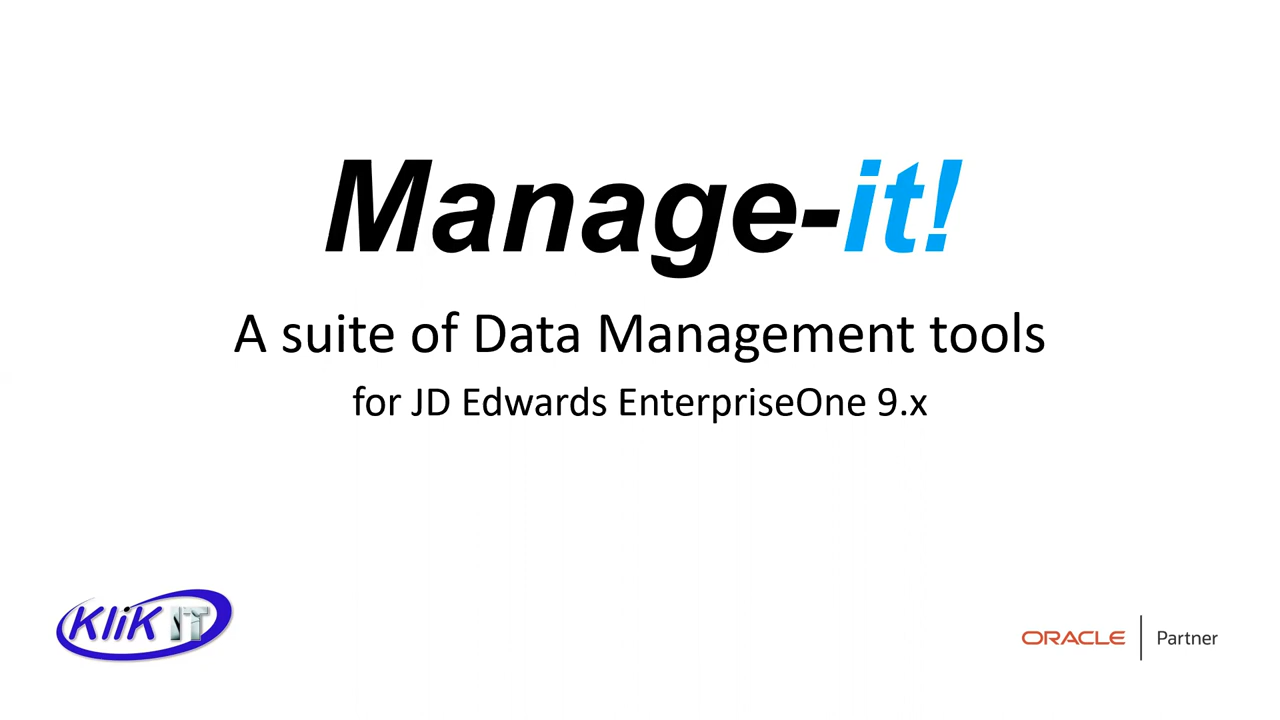 Manage-it!
A suite of Data Management tools
for JD Edwards EnterpriseOne 9.x
KliK IT
ORACLE | Partner